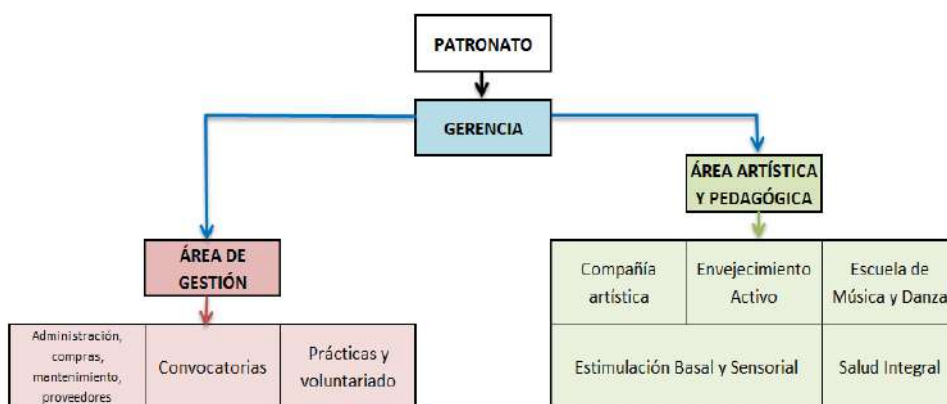 PATRONATO
GERENCIA
ÁREA ARTÍSTICA
Y PEDAGÓGICA
ÁREA DE
GESTIÓN
Compañía
artística
Envejecimiento
Activo
Escuela de
Música y Danza
Estimulación Basal y Sensorial
Salud Integral
Administración,
compras,
mantenimiento,
proveedores
Convocatorias
Prácticas y
voluntariado